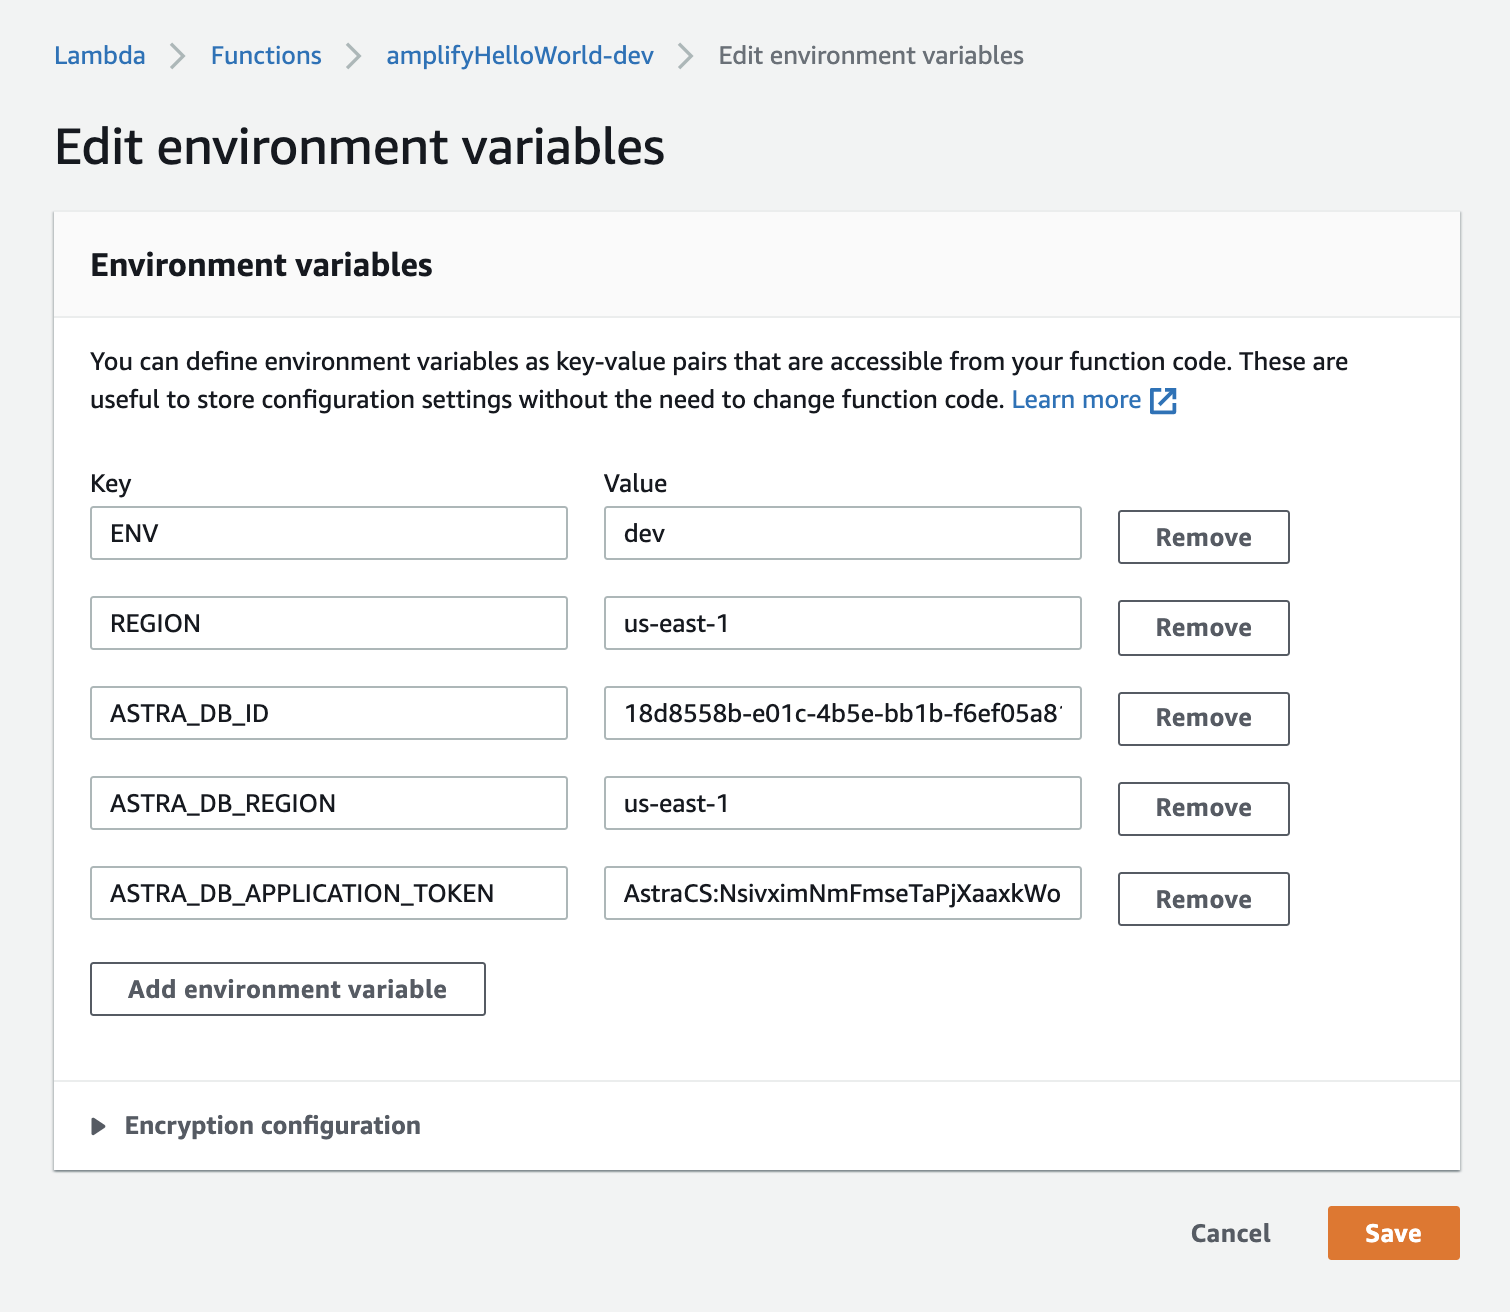 Lambda > Functions > amplifyHelloWorld-dev > Edit environment variables
Edit environment variables
Environment variables
You can define environment variables as key-value pairs that are accessible from your function code. These are
useful to store configuration settings without the need to change function code. Learn more
Key Value
ENV dev Remove
REGION us-east-1 Remove
ASTRA_DB_ID 18d8558b-e01c-4b5e-bb1b-f6ef05a8 Remove
ASTRA_DB_REGION us-east-1 Remove
ASTRA_DB_APPLICATION_TOKEN AstraCS:NsivximNmFmseTaPjXaaxkWo Remove
Add environment variable
Encryption configuration
Cancel Save